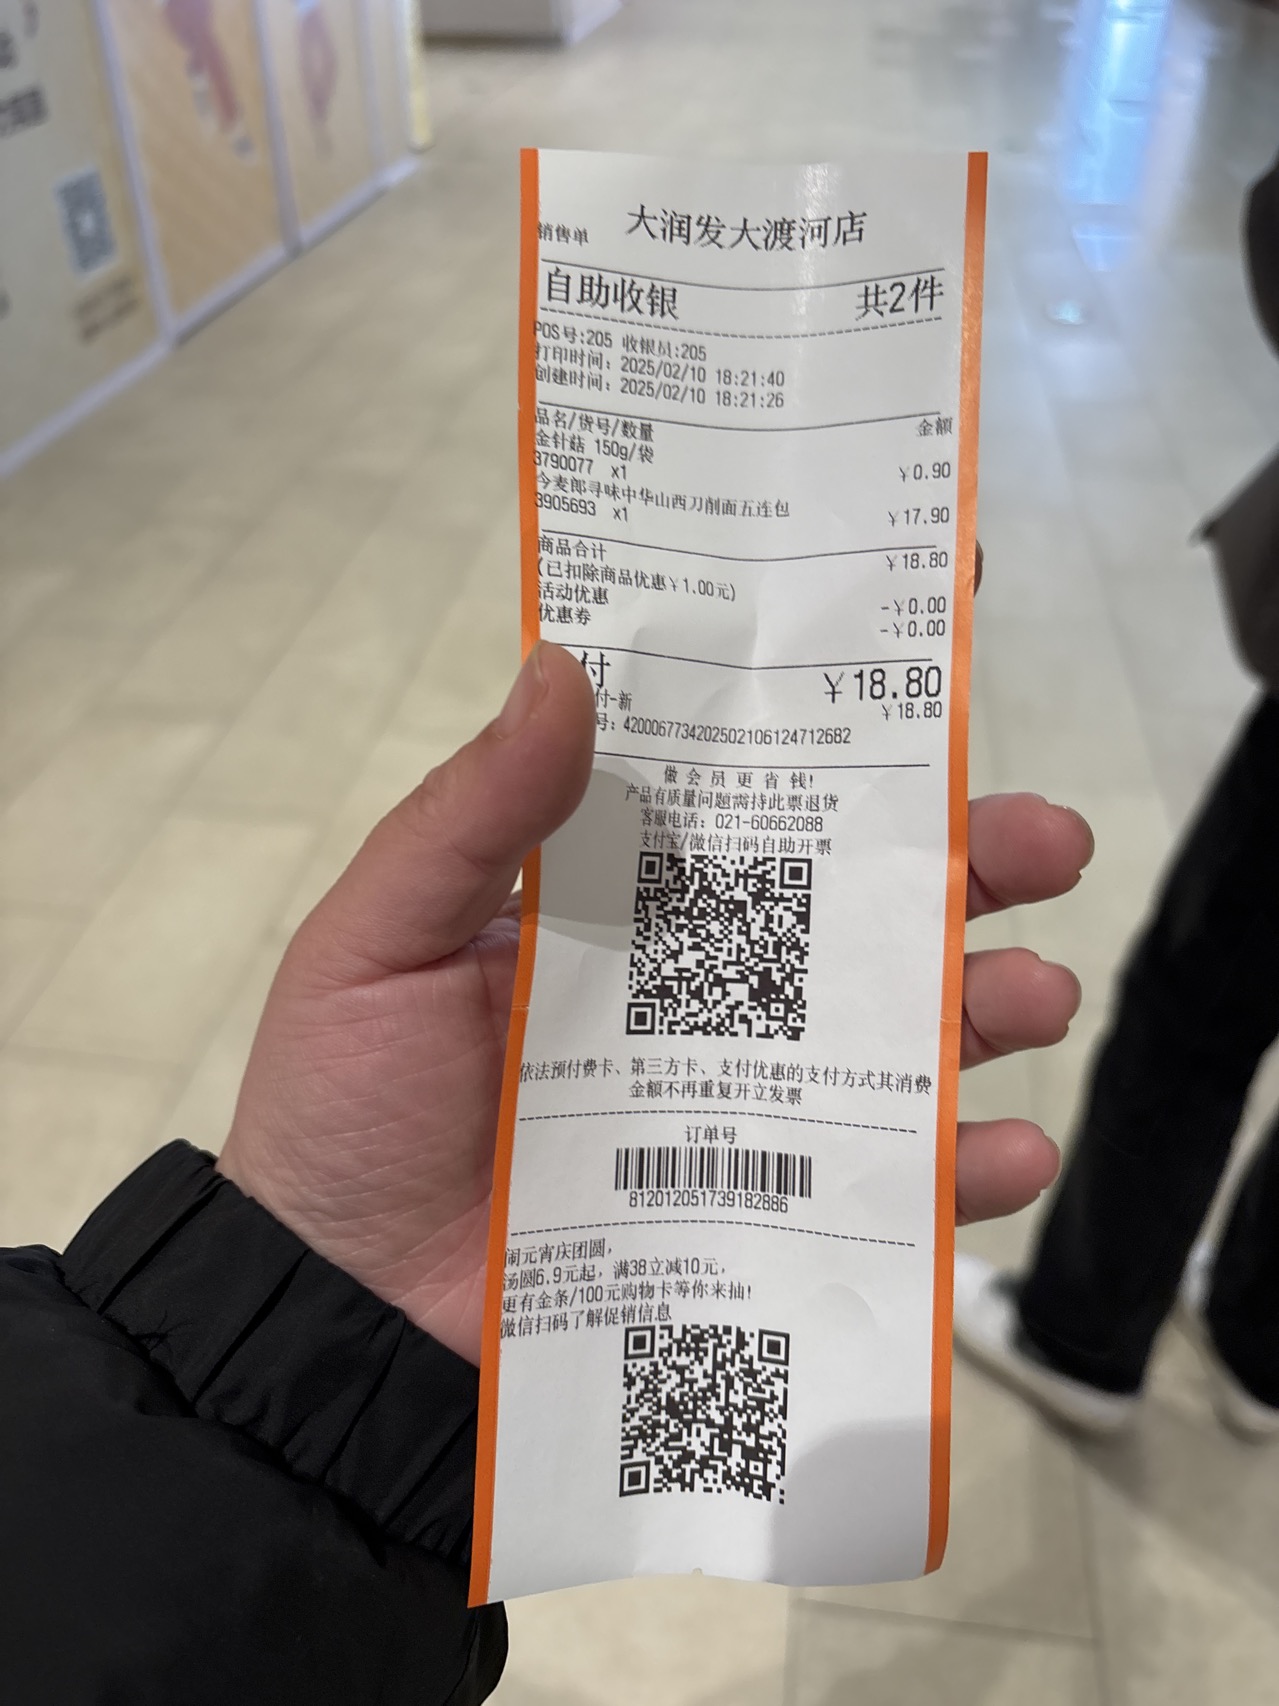 大润发大渡河店
销售单
自助收银 共2件
POS号:205 收银员:205
打印时间: 2025/02/10 18:21:40
创建时间: 2025/02/10 18:21:26
品名/货号/数量 金额
金针菇 150g/袋
3790077 x1 ¥0.90
今麦郎寻味中华山西刀削面五连包
3905693 x1 ¥17.90
商品合计 ¥18.80
(已扣除商品优惠¥1.00元)
活动优惠 -¥0.00
优惠券 -¥0.00
付 ¥18.80
付-新 ¥18.80
号: 4200067734202502106124712682
做会员更省钱!
产品有质量问题需持此票退货
客服电话: 021-60662088
支付宝/微信扫码自助开票
依法预付费卡、第三方卡、支付优惠的支付方式其消费
金额不再重复开立发票
订单号
812012051739182886
闹元宵庆团圆,
汤圆6.9元起, 满38立减10元,
更有金条/100元购物卡等你来抽!
微信扫码了解促销信息